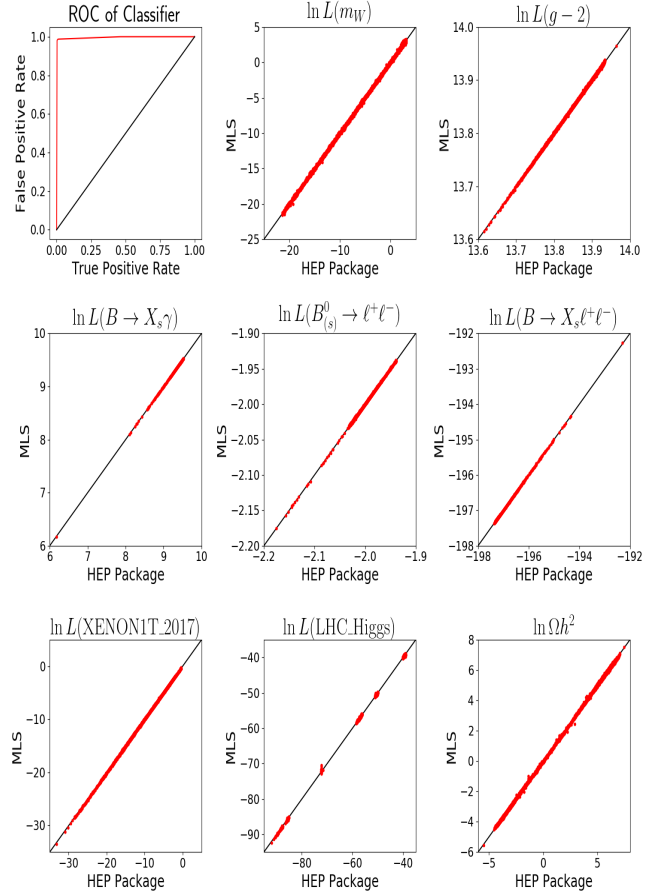 ROC of Classifier
1.0
0.8
0.6
0.4
0.2
0.0
False Positive Rate
0.00 0.25 0.50 0.75 1.00
True Positive Rate
ln L(m_W)
5
0
−5
−10
−15
−20
−25
MLS
−20 −10 0
HEP Package
ln L(g − 2)
14.0
13.9
13.8
13.7
13.6
MLS
13.6 13.7 13.8 13.9 14.0
HEP Package
ln L(B → X_sγ)
10
9
8
7
6
MLS
6 7 8 9 10
HEP Package
ln L(B⁰_(s) → ℓ⁺ℓ⁻)
−1.90
−1.95
−2.00
−2.05
−2.10
−2.15
−2.20
MLS
−2.2 −2.1 −2.0 −1.9
HEP Package
ln L(B → X_sℓ⁺ℓ⁻)
−192
−193
−194
−195
−196
−197
−198
MLS
−198 −196 −194 −192
HEP Package
ln L(XENON1T_2017)
0
−10
−20
−30
MLS
−30 −20 −10 0
HEP Package
ln L(LHC_Higgs)
−40
−50
−60
−70
−80
−90
MLS
−80 −60 −40
HEP Package
ln Ωh²
8
6
4
2
0
−2
−4
−6
MLS
−5 0 5
HEP Package